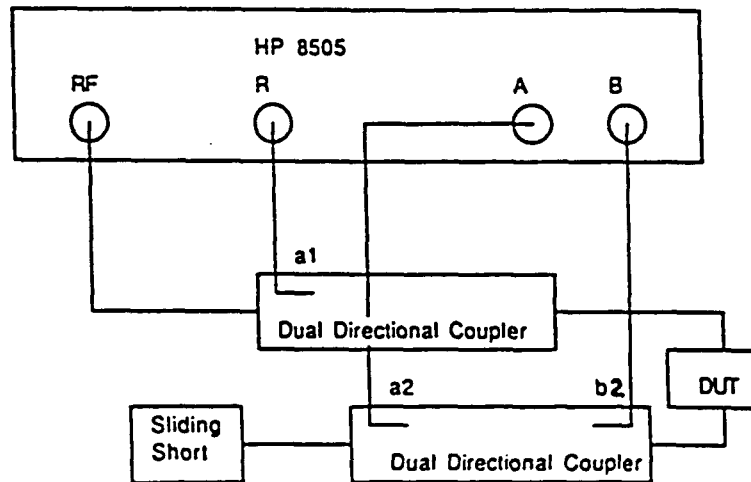 HP 8505
RF R A B
a1
Dual Directional Coupler
a2 b2
DUT
Sliding
Short
Dual Directional Coupler